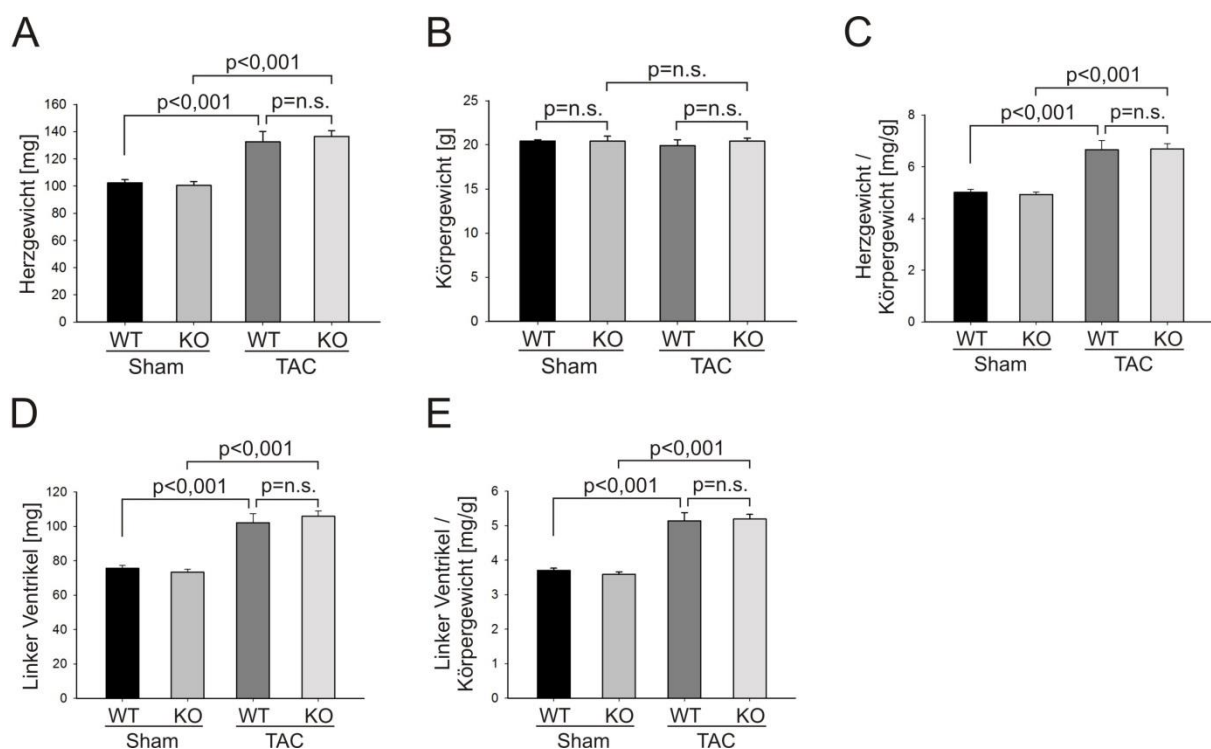 A
p<0,001
p<0,001
p=n.s.
Herzgewicht [mg]
160
140
120
100
80
60
40
20
0
WT KO WT KO
Sham TAC
B
p=n.s.
p=n.s. p=n.s.
Körpergewicht [g]
25
20
15
10
5
0
WT KO WT KO
Sham TAC
C
p<0,001
p<0,001
p=n.s.
Herzgewicht /
Körpergewicht [mg/g]
8
6
4
2
0
WT KO WT KO
Sham TAC
D
p<0,001
p<0,001
p=n.s.
Linker Ventrikel [mg]
120
100
80
60
40
20
0
WT KO WT KO
Sham TAC
E
p<0,001
p<0,001
p=n.s.
Linker Ventrikel /
Körpergewicht [mg/g]
6
5
4
3
2
1
0
WT KO WT KO
Sham TAC